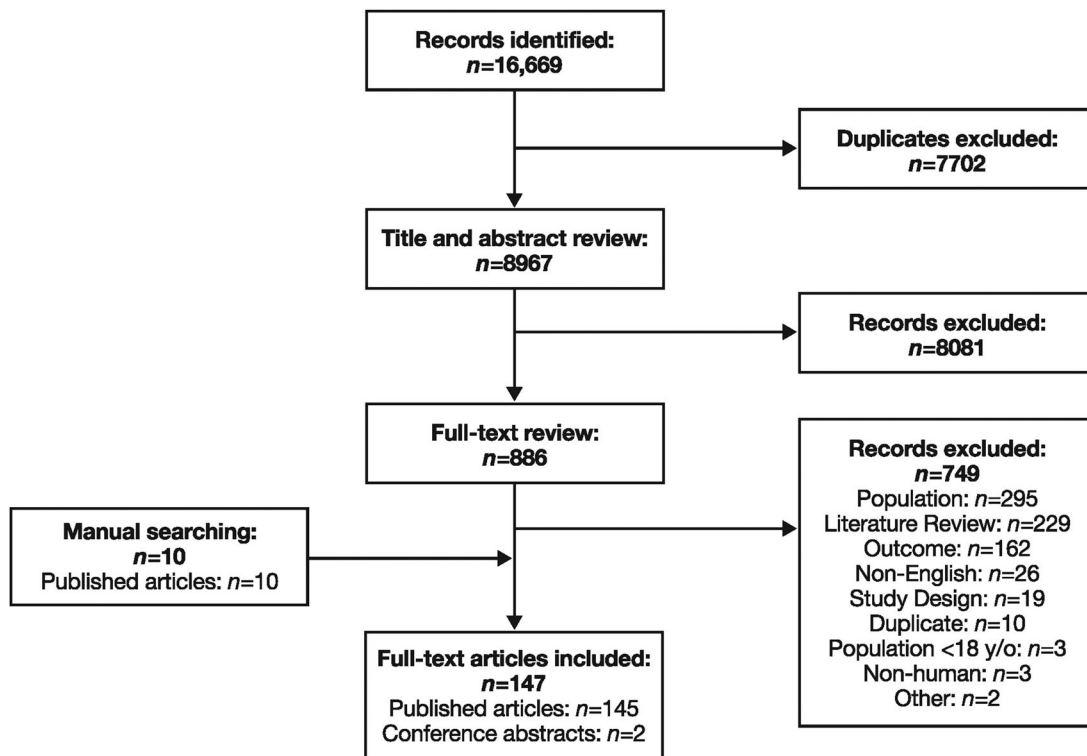 Records identified:
n=16,669
Duplicates excluded:
n=7702
Title and abstract review:
n=8967
Records excluded:
n=8081
Full-text review:
n=886
Records excluded:
n=749
Population: n=295
Literature Review: n=229
Outcome: n=162
Non-English: n=26
Study Design: n=19
Duplicate: n=10
Population <18 y/o: n=3
Non-human: n=3
Other: n=2
Manual searching:
n=10
Published articles: n=10
Full-text articles included:
n=147
Published articles: n=145
Conference abstracts: n=2